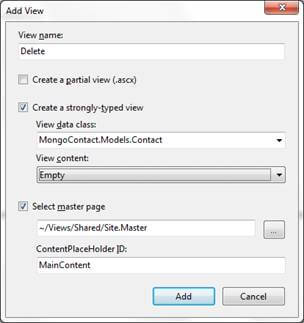 Add View
View name:
Delete
Create a partial view (.ascx)
Create a strongly-typed view
View data class:
MongoContact.Models.Contact
View content:
Empty
Select master page
~/Views/Shared/Site.Master
...
ContentPlaceHolder ID:
MainContent
Add Cancel